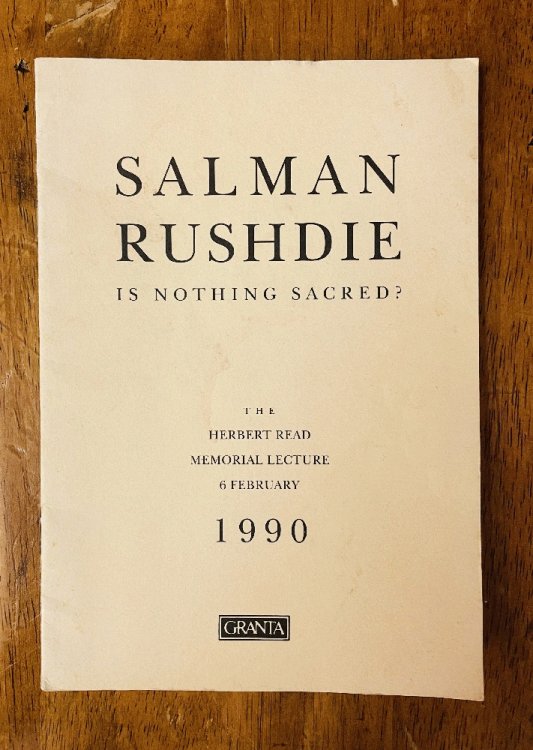 SALMAN
RUSHDIE
IS NOTHING SACRED?
THE
HERBERT READ
MEMORIAL LECTURE
6 FEBRUARY
1990
GRANTA